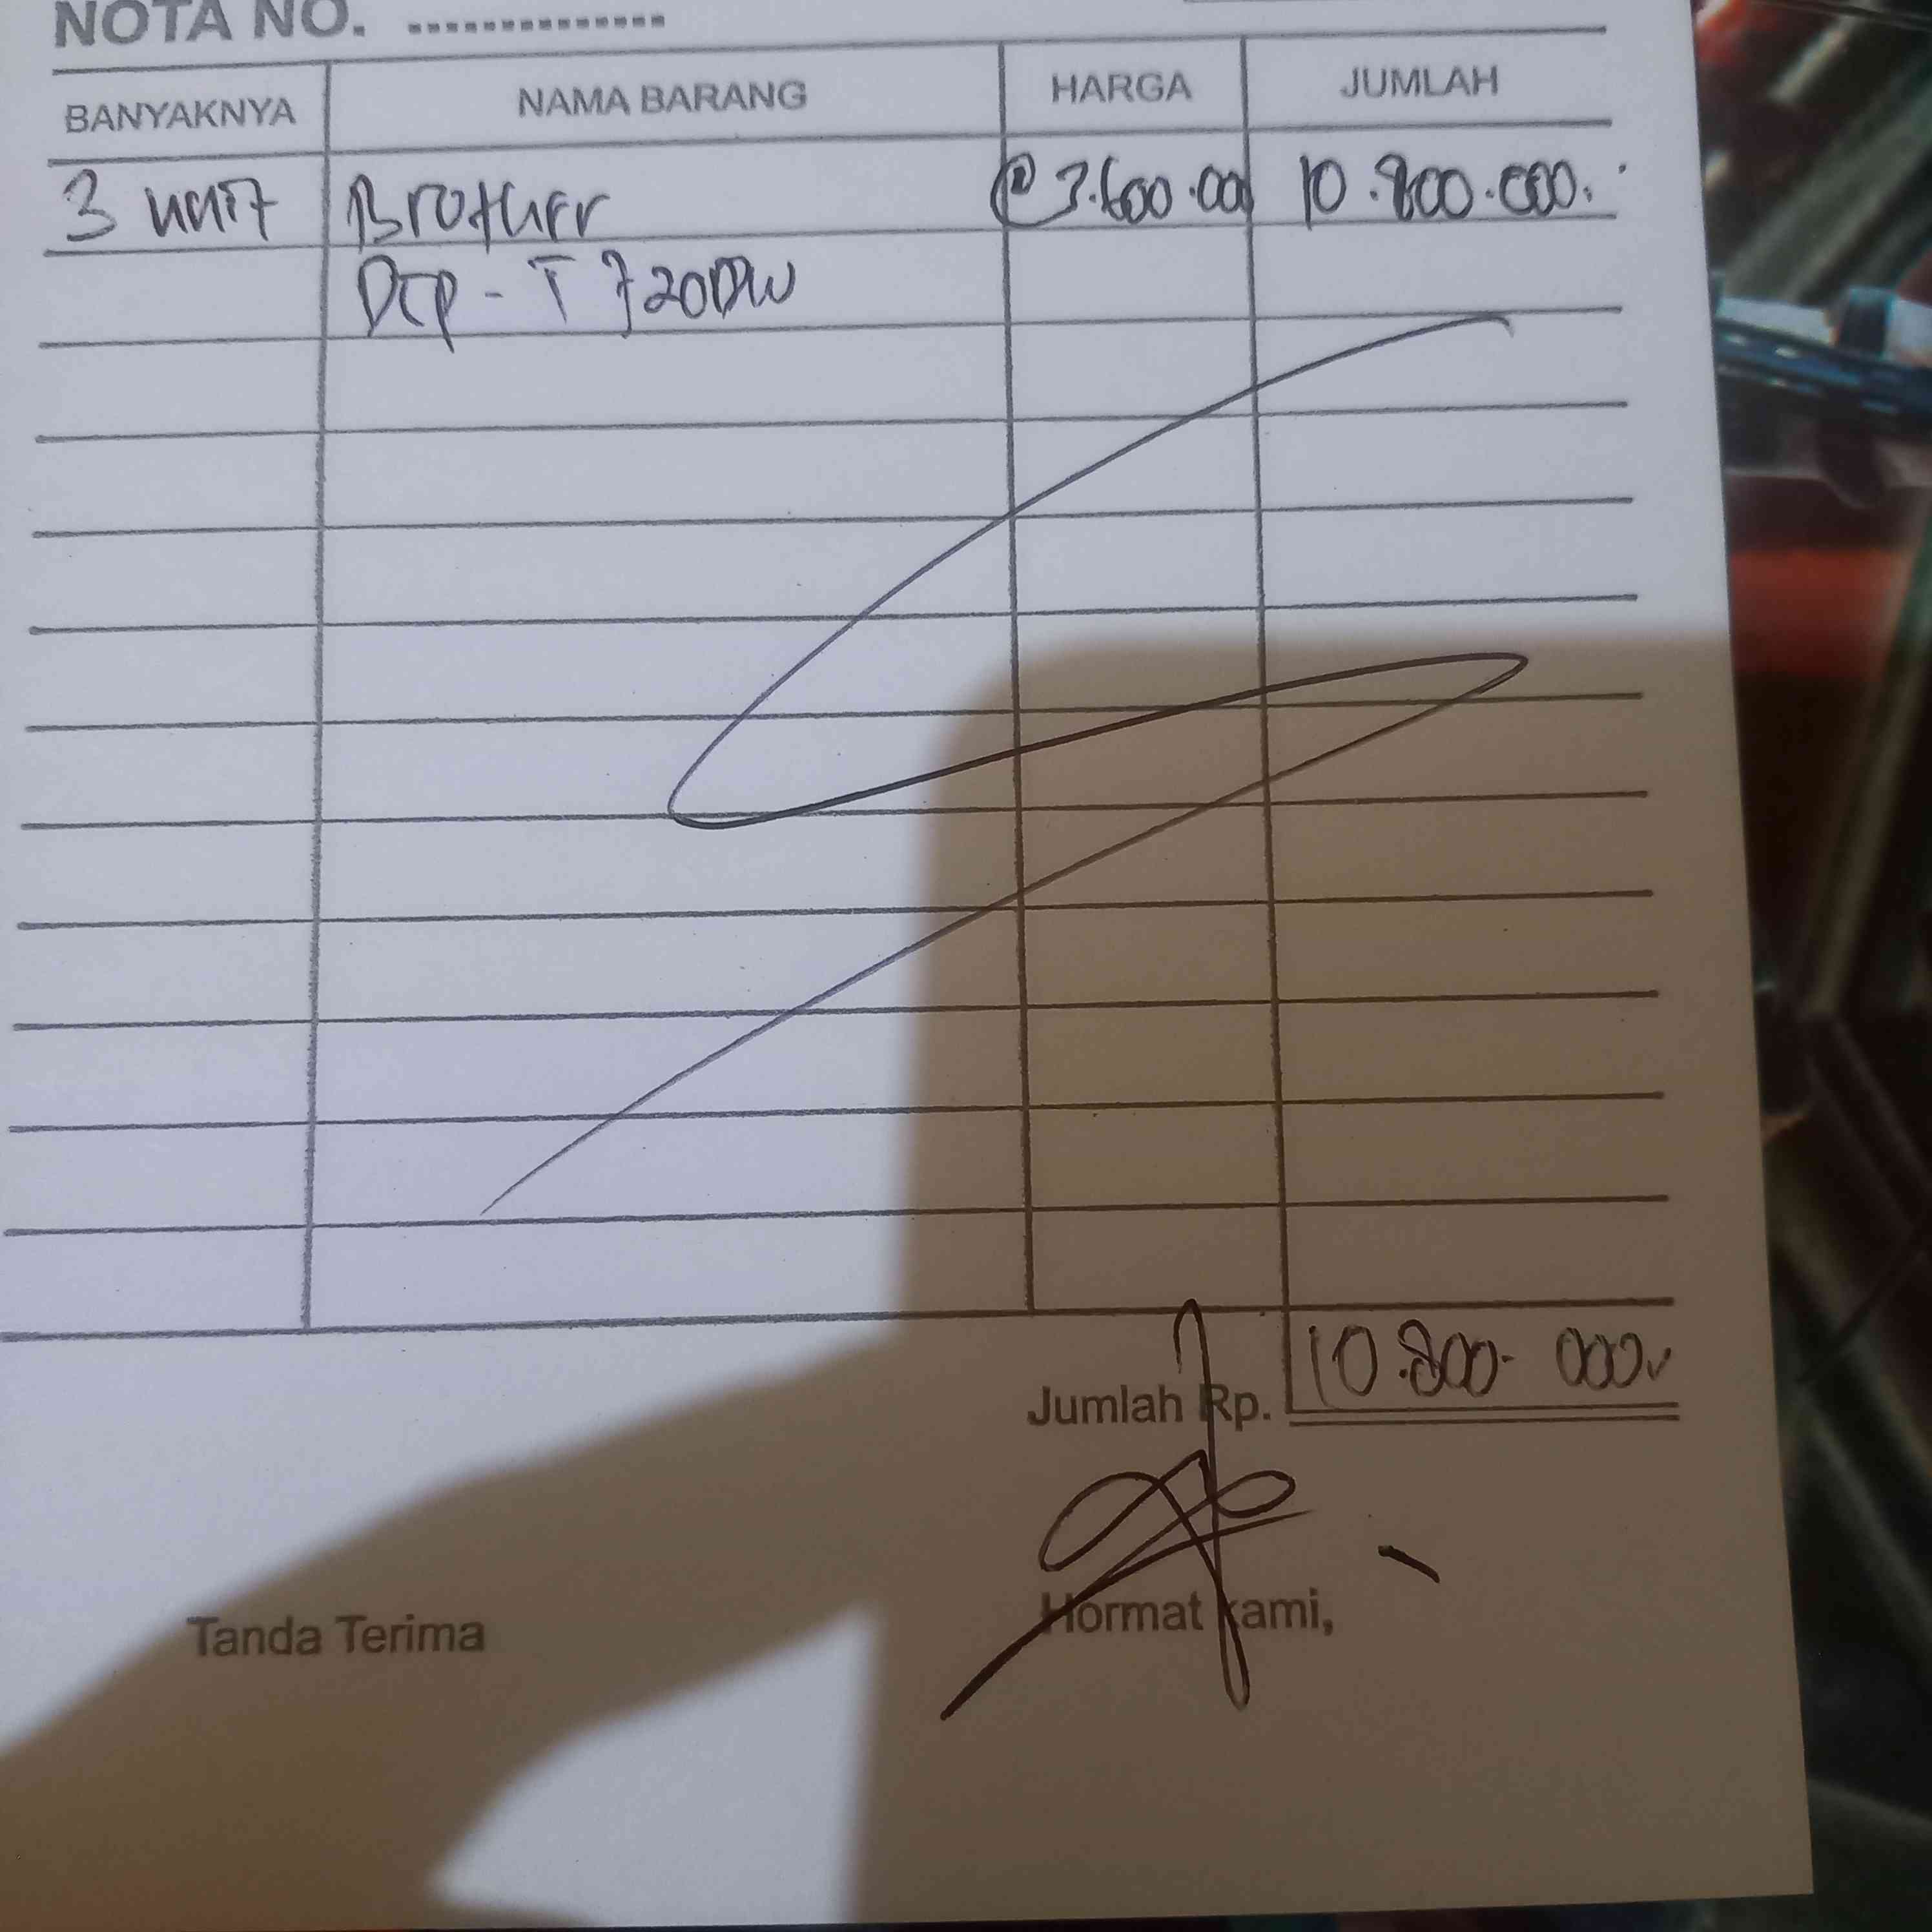 NOTA NO. ...............
BANYAKNYA NAMA BARANG HARGA JUMLAH
3 unit Brother @ 3.600.00 10.800.000.
DCP - T 720DW
Jumlah Rp. 10.800.000
Tanda Terima Hormat kami,